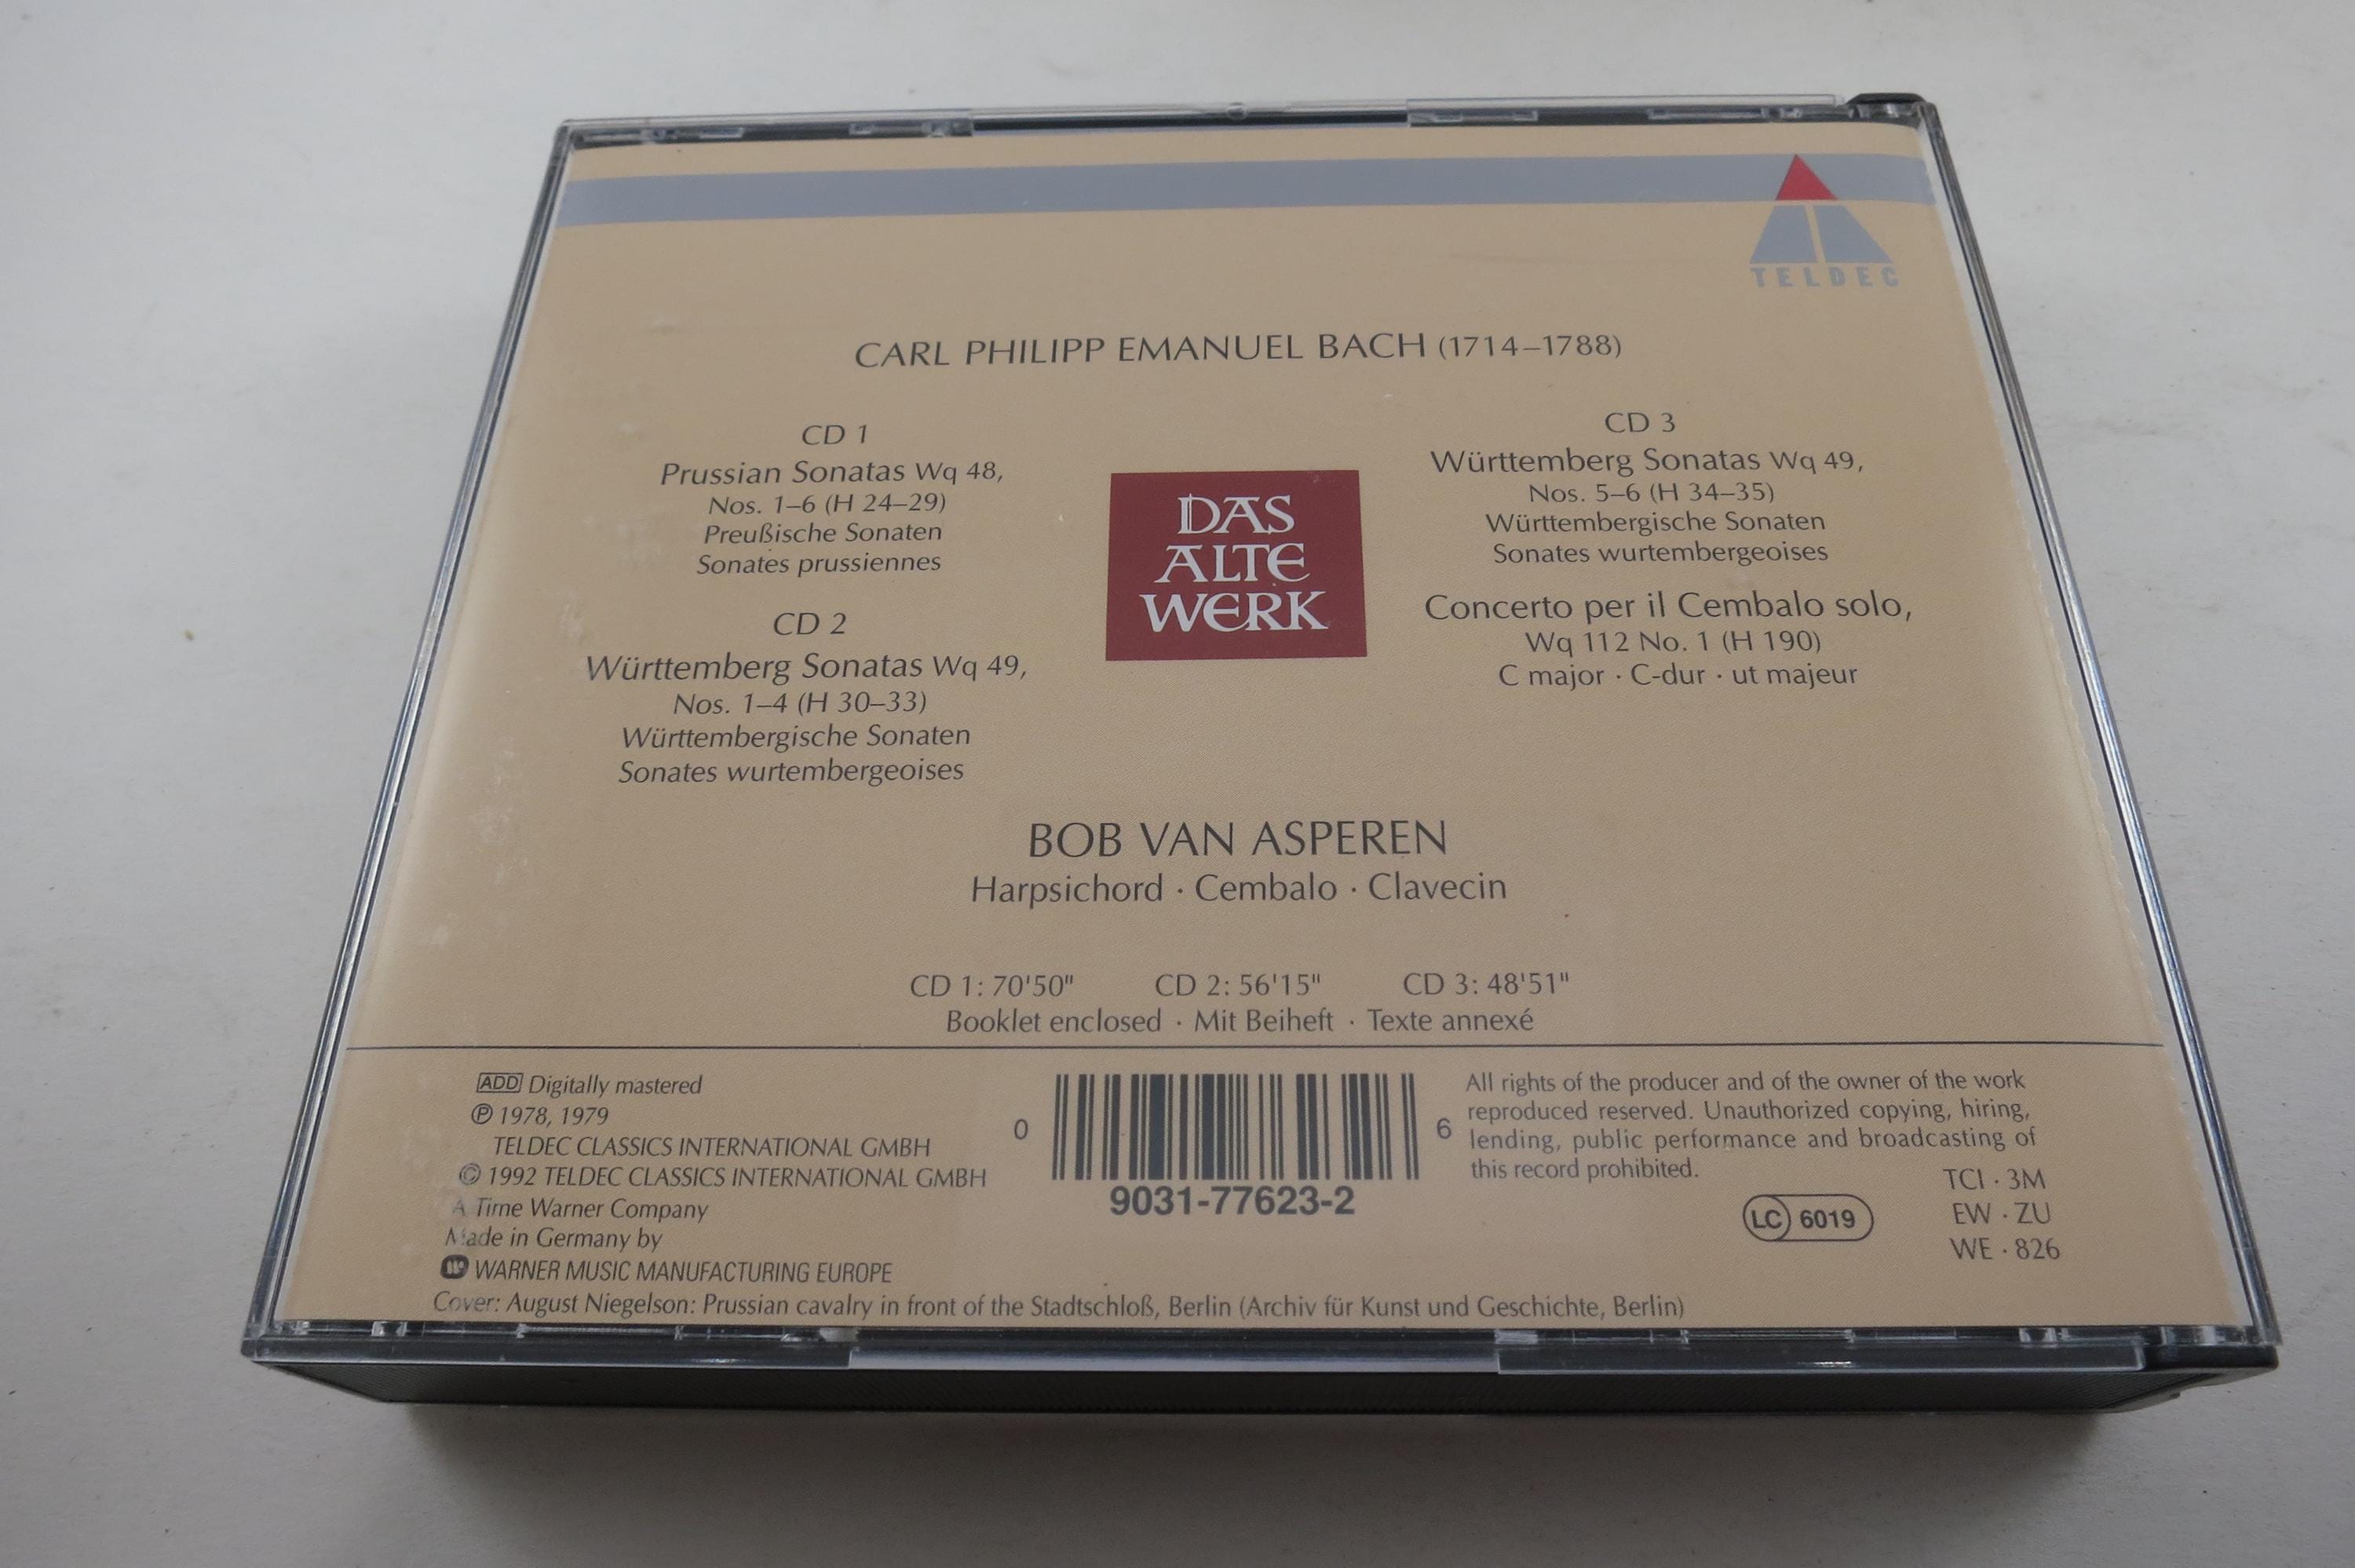 TELDEC
CARL PHILIPP EMANUEL BACH (1714–1788)
CD 1
Prussian Sonatas Wq 48,
Nos. 1–6 (H 24–29)
Preußische Sonaten
Sonates prussiennes
CD 2
Württemberg Sonatas Wq 49,
Nos. 1–4 (H 30–33)
Württembergische Sonaten
Sonates wurtembergeoises
DAS
ALTE
WERK
CD 3
Württemberg Sonatas Wq 49,
Nos. 5–6 (H 34–35)
Württembergische Sonaten
Sonates wurtembergeoises
Concerto per il Cembalo solo,
Wq 112 No. 1 (H 190)
C major · C-dur · ut majeur
BOB VAN ASPEREN
Harpsichord · Cembalo · Clavecin
CD 1: 70'50" CD 2: 56'15" CD 3: 48'51"
Booklet enclosed · Mit Beiheft · Texte annexé
ADD Digitally mastered
℗ 1978, 1979
TELDEC CLASSICS INTERNATIONAL GMBH
© 1992 TELDEC CLASSICS INTERNATIONAL GMBH
A Time Warner Company
Made in Germany by
WARNER MUSIC MANUFACTURING EUROPE
Cover: August Niegelson: Prussian cavalry in front of the Stadtschloß, Berlin (Archiv für Kunst und Geschichte, Berlin)
0 6
9031-77623-2
All rights of the producer and of the owner of the work
reproduced reserved. Unauthorized copying, hiring,
lending, public performance and broadcasting of
this record prohibited.
LC 6019
TCI · 3M
EW · ZU
WE · 826